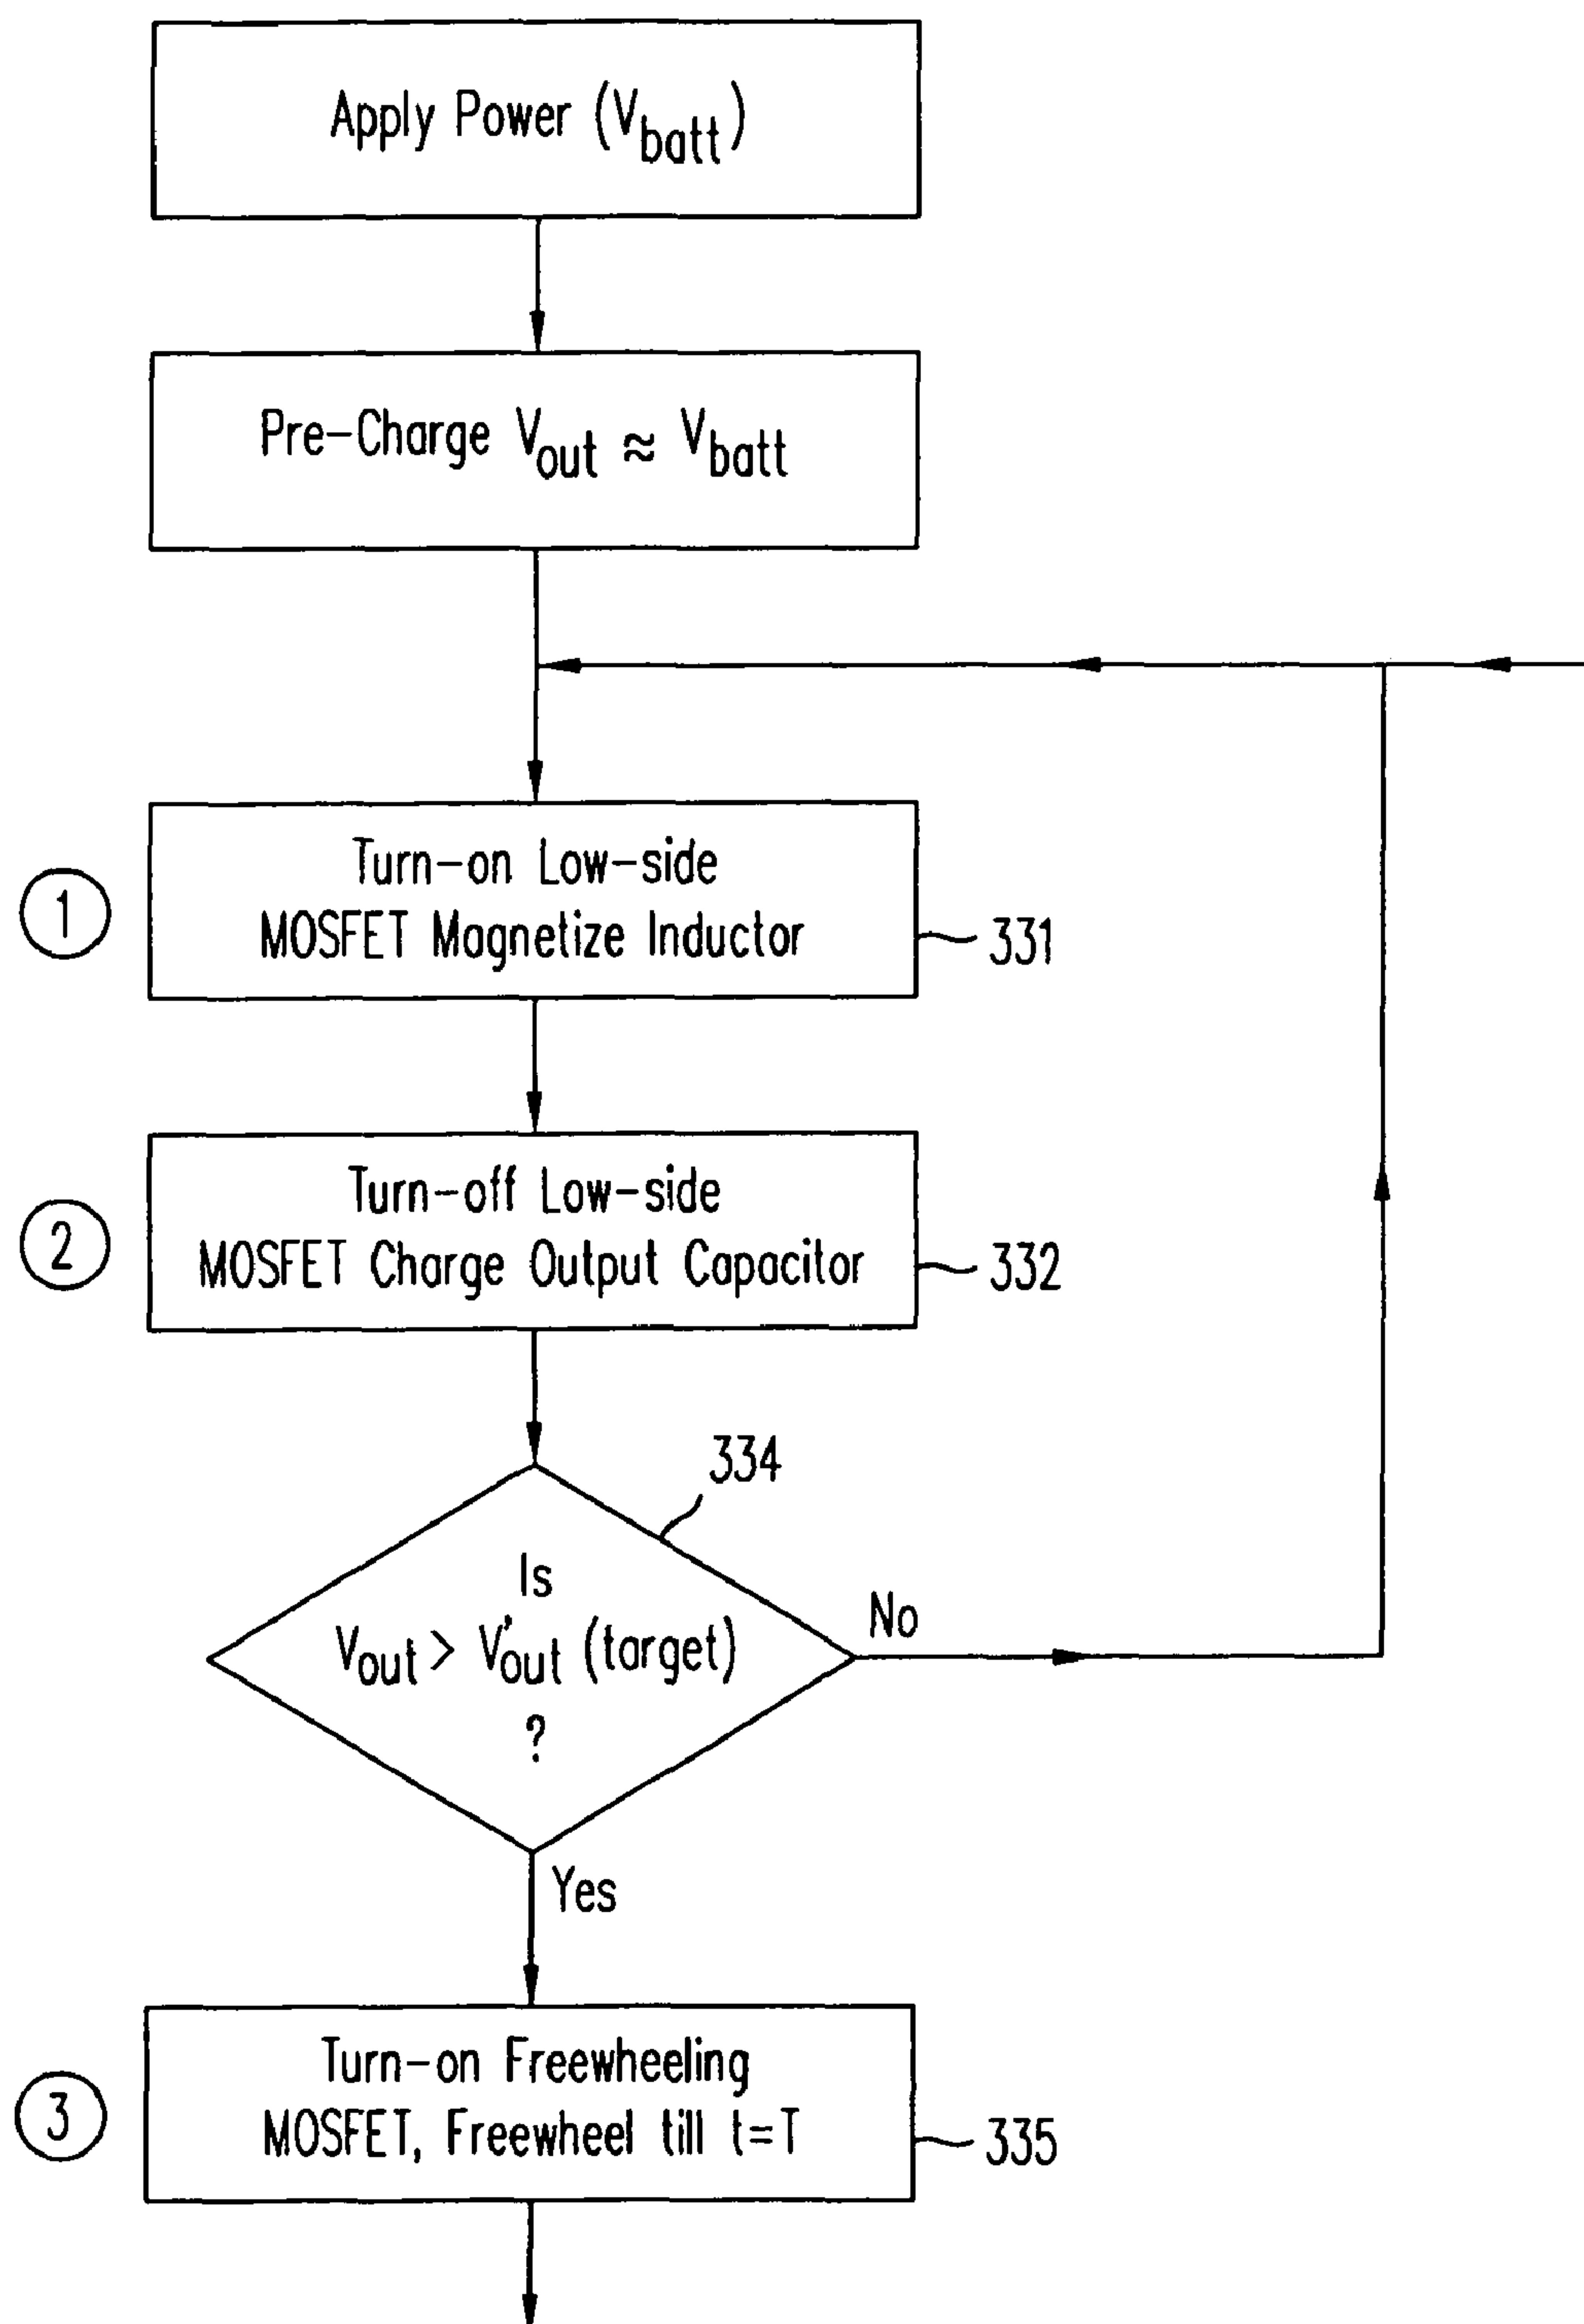 Apply Power (Vbatt)
Pre-Charge Vout ≈ Vbatt
1
Turn-on Low-side
MOSFET Magnetize Inductor
331
2
Turn-off Low-side
MOSFET Charge Output Capacitor
332
334
Is
Vout > V'out (target)
?
No
Yes
3
Turn-on Freewheeling
MOSFET, Freewheel till t=T
335